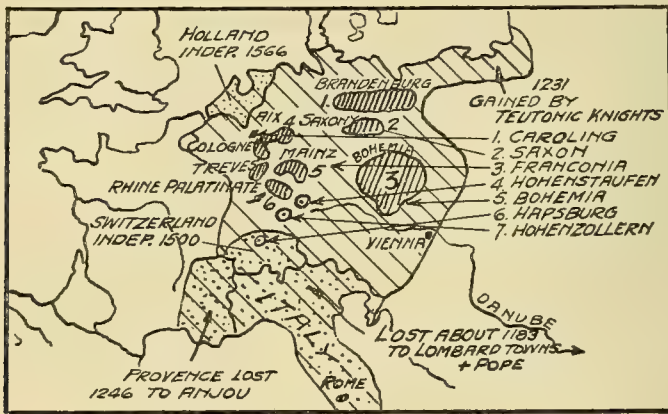 HOLLAND
INDEP. 1566
BRANDENBURG
1.
1231
GAINED BY
TEUTONIC KNIGHTS
AIX
4
SAXONY
2
COLOGNE
MAINZ
5
TREVES
BOHEMIA
3
RHINE PALATINATE
6
1. CAROLING
2. SAXON
3. FRANCONIA
4. HOHENSTAUFEN
5. BOHEMIA
6. HAPSBURG
7. HOHENZOLLERN
SWITZERLAND
INDEP. 1500
VIENNA
DANUBE
ITALY
LOST ABOUT 1183
TO LOMBARD TOWNS
+ POPE
PROVENCE LOST
1246 TO ANJOU
ROME